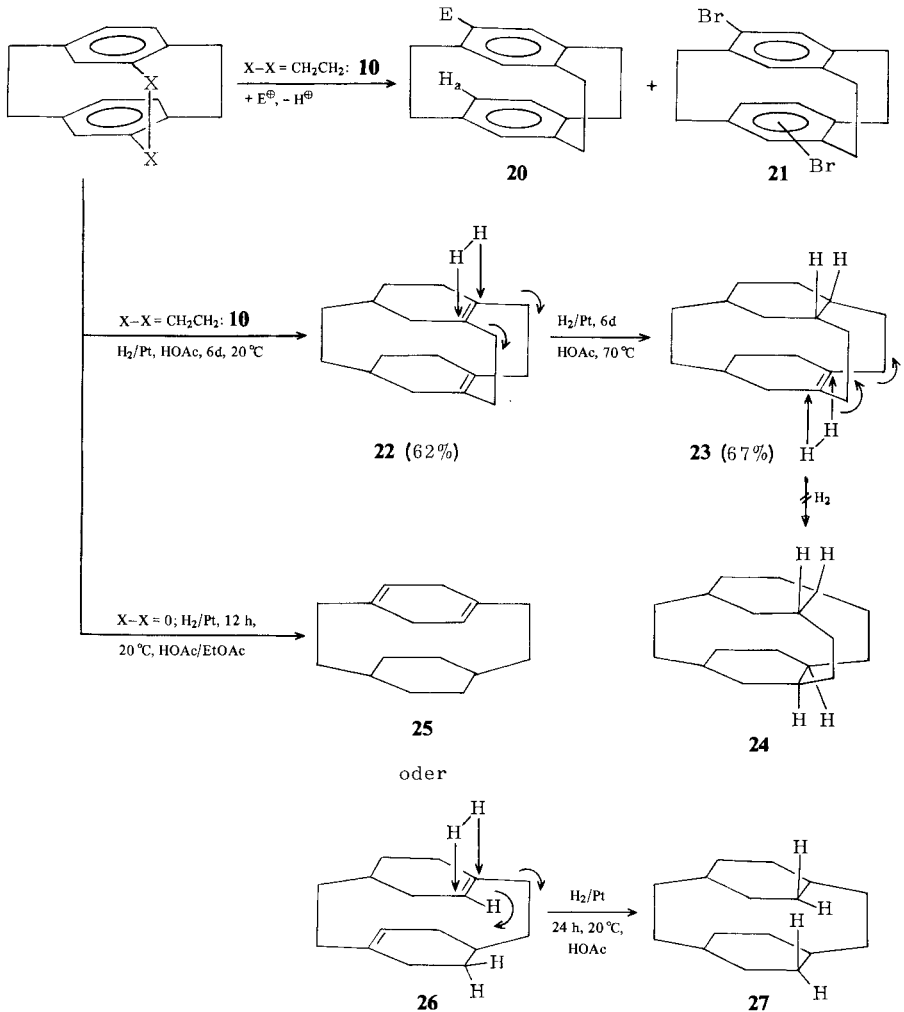 X–X = CH₂CH₂: 10
+ E⊕, – H⊕
X
X
E
Hₐ
20
+
Br
Br
21
X–X = CH₂CH₂: 10
H₂/Pt, HOAc, 6d, 20 °C
H H
22 (62%)
H₂/Pt, 6d
HOAc, 70 °C
H H
H
H
23 (67%)
H₂
X–X = 0; H₂/Pt, 12 h,
20 °C, HOAc/EtOAc
25
H H
H H
24
oder
H H
H
H
H
26
H₂/Pt
24 h, 20 °C,
HOAc
H
H
H
H
27